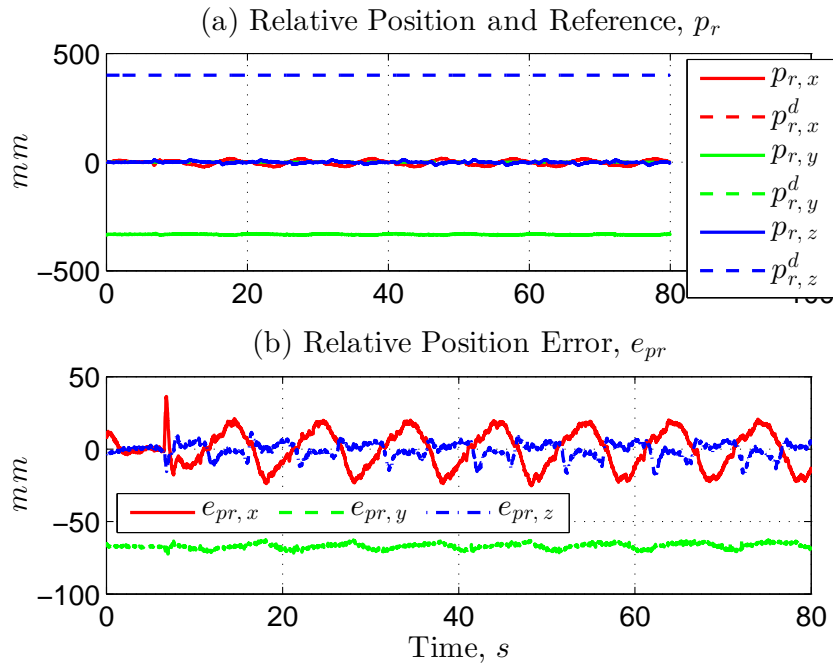 (a) Relative Position and Reference, p_r
500
0
−500
mm
0 20 40 60 80 100
p_{r, x}
p^d_{r, x}
p_{r, y}
p^d_{r, y}
p_{r, z}
p^d_{r, z}
(b) Relative Position Error, e_{pr}
50
0
−50
−100
mm
e_{pr, x} e_{pr, y} e_{pr, z}
0 20 40 60 80
Time, s